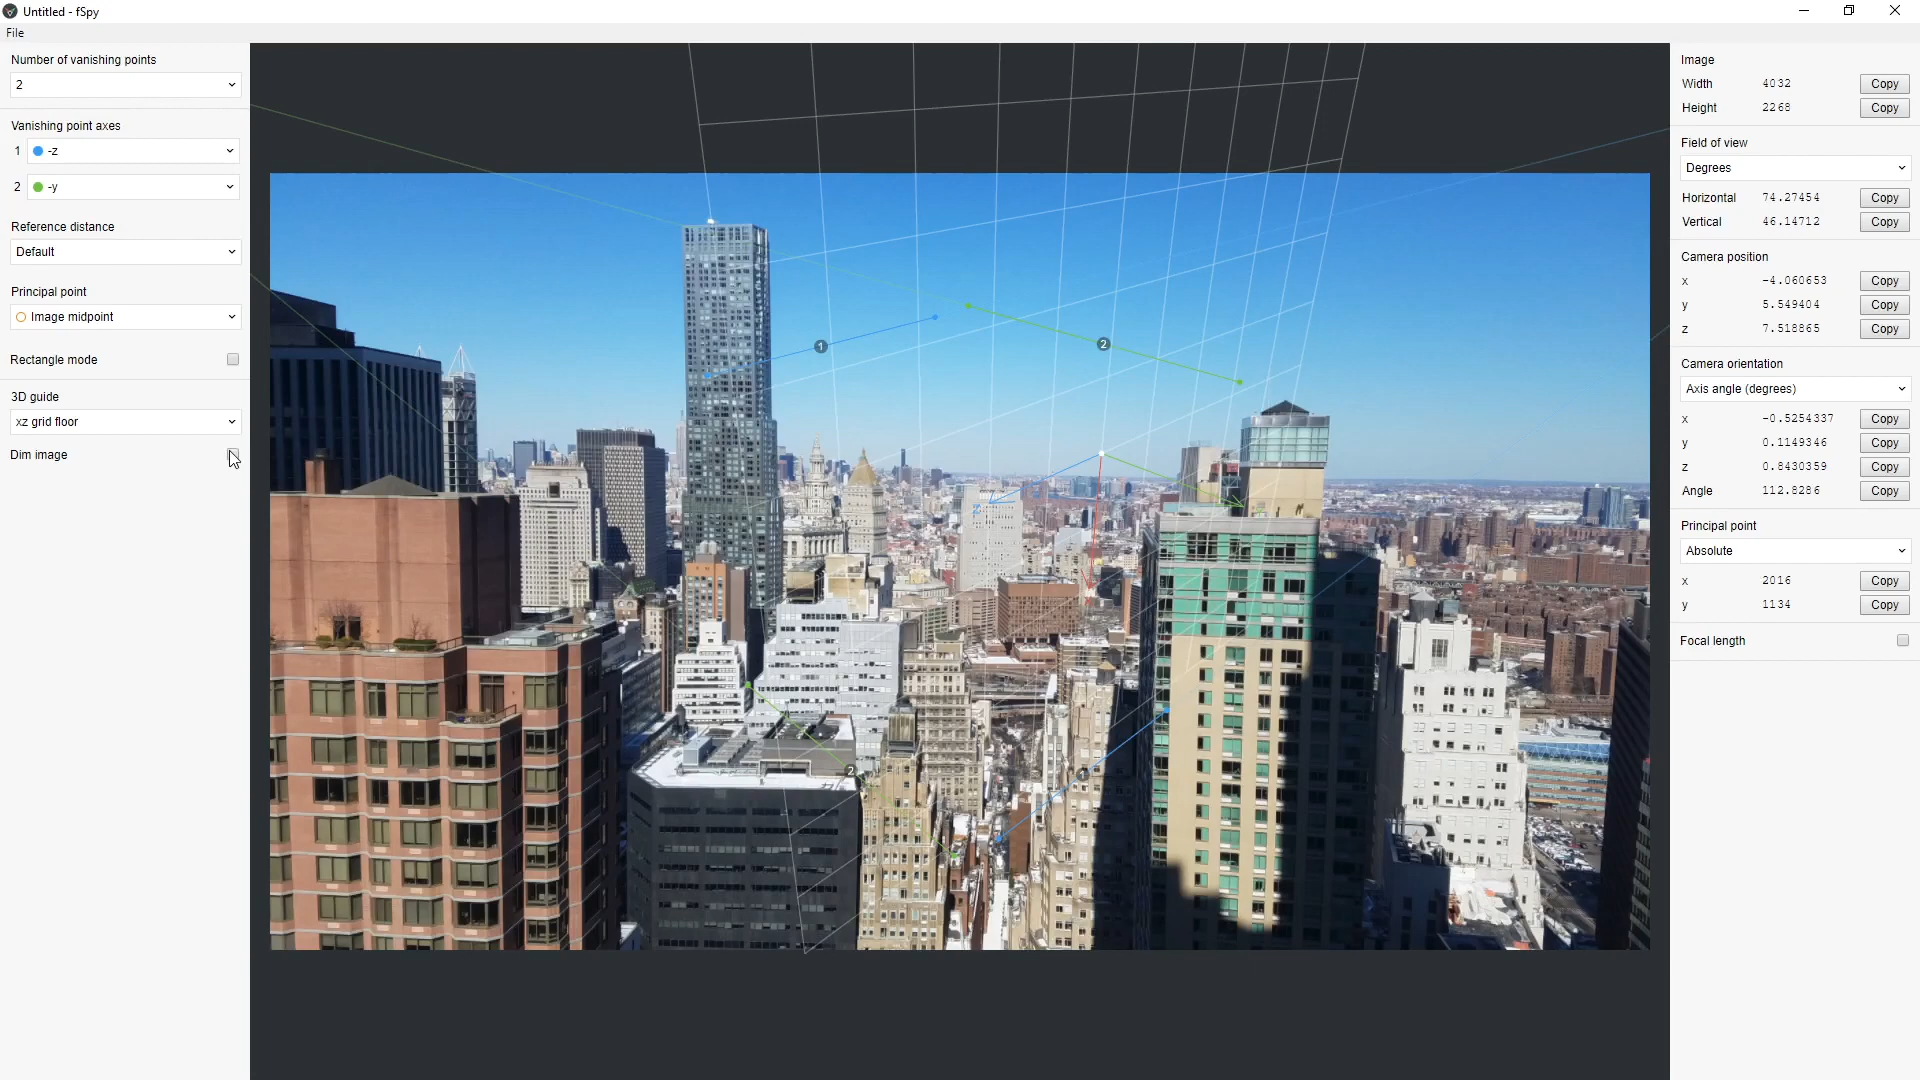 Untitled - fSpy
File
Number of vanishing points
2
Vanishing point axes
1 -z
2 -y
Reference distance
Default
Principal point
Image midpoint
Rectangle mode
3D guide
xz grid floor
Dim image
1
2
z
2
1
Image
Width 4032 Copy
Height 2268 Copy
Field of view
Degrees
Horizontal 74.27454 Copy
Vertical 46.14712 Copy
Camera position
x -4.060653 Copy
y 5.549404 Copy
z 7.518865 Copy
Camera orientation
Axis angle (degrees)
x -0.5254337 Copy
y 0.1149346 Copy
z 0.8430359 Copy
Angle 112.8286 Copy
Principal point
Absolute
x 2016 Copy
y 1134 Copy
Focal length